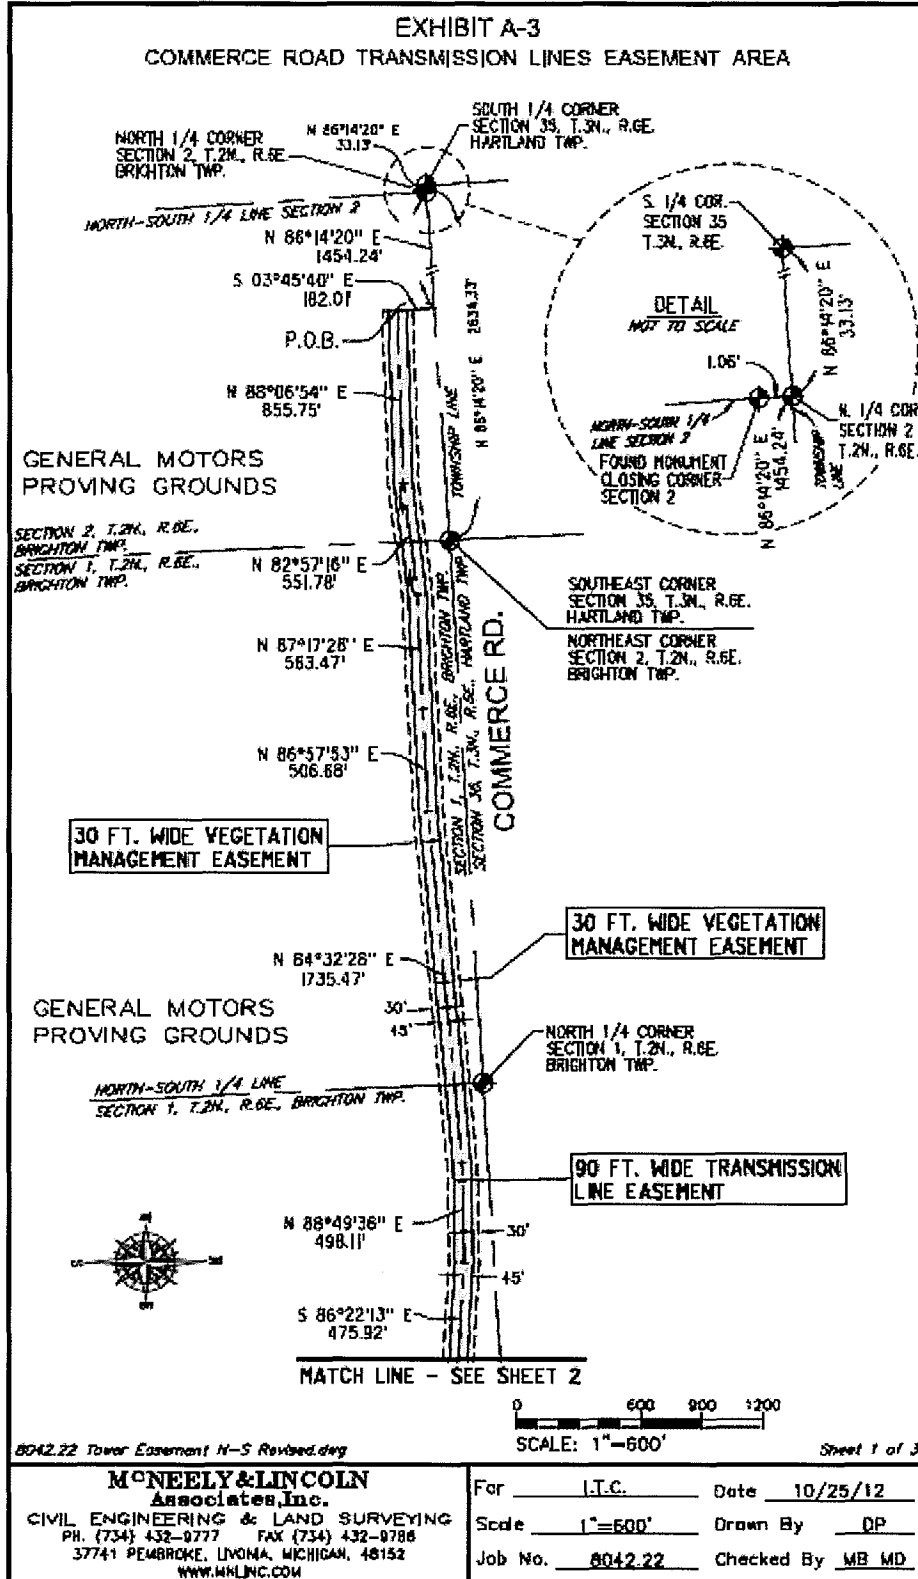 EXHIBIT A-3
COMMERCE ROAD TRANSMISSION LINES EASEMENT AREA
NORTH 1/4 CORNER
SECTION 2, T.2N., R.6E.
BRIGHTON TWP.
N 86°14'20" E
33.13'
SOUTH 1/4 CORNER
SECTION 35, T.3N., R.6E.
HARTLAND TWP.
NORTH-SOUTH 1/4 LINE SECTION 2
N 86°14'20" E
1454.24'
S 03°45'40" E
182.01'
P.O.B.
2638.33'
N 86°14'20" E
TOWNSHIP LINE
S. 1/4 COR.
SECTION 35
T.3N., R.6E.
DETAIL
NOT TO SCALE
N 86°14'20" E
33.13'
1.06'
NORTH-SOUTH 1/4
LINE SECTION 2
FOUND MONUMENT
CLOSING CORNER
SECTION 2
N 86°14'20" E
1454.24'
TOWNSHIP
LINE
N. 1/4 COR
SECTION 2
T.2N., R.6E.
N 88°06'54" E
855.75'
GENERAL MOTORS
PROVING GROUNDS
SECTION 2, T.2N., R.6E.,
BRIGHTON TWP.
SECTION 1, T.2N., R.6E.,
BRIGHTON TWP.
N 82°57'16" E
551.78'
SOUTHEAST CORNER
SECTION 35, T.3N., R.6E.
HARTLAND TWP.
NORTHEAST CORNER
SECTION 2, T.2N., R.6E.
BRIGHTON TWP.
N 87°17'28" E
563.47'
SECTION 1, T.2N., R.6E., BRIGHTON TWP.
SECTION 36, T.3N., R.6E., HARTLAND TWP.
COMMERCE RD.
N 86°57'53" E
506.68'
30 FT. WIDE VEGETATION
MANAGEMENT EASEMENT
30 FT. WIDE VEGETATION
MANAGEMENT EASEMENT
N 84°32'28" E
1735.47'
GENERAL MOTORS
PROVING GROUNDS
30'
45'
NORTH 1/4 CORNER
SECTION 1, T.2N., R.6E.
BRIGHTON TWP.
NORTH-SOUTH 1/4 LINE
SECTION 1, T.2N., R.6E., BRIGHTON TWP.
90 FT. WIDE TRANSMISSION
LINE EASEMENT
N 88°49'36" E
498.11'
30'
45'
S 86°22'13" E
475.92'
MATCH LINE - SEE SHEET 2
0 600 900 1200
SCALE: 1"=600'
8042.22 Tower Easement N-S Revised.dwg
Sheet 1 of 3
McNEELY & LINCOLN
Associates, Inc.
CIVIL ENGINEERING & LAND SURVEYING
PH. (734) 432-9777 FAX (734) 432-9786
37741 PEMBROKE, LIVONIA, MICHIGAN, 48152
WWW.MNLINC.COM
For I.T.C. Date 10/25/12
Scale 1"=600' Drawn By DP
Job No. 8042.22 Checked By MB MD